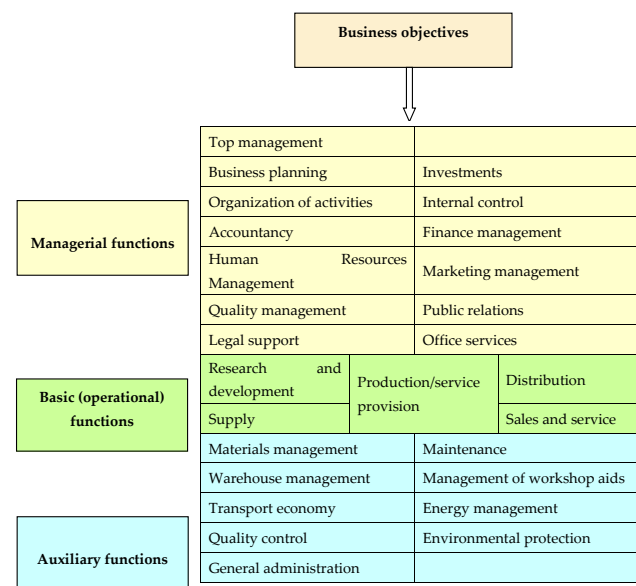 Business objectives
Top management
Business planning
Investments
Organization of activities
Internal control
Managerial functions
Accountancy
Finance management
Human Resources
Management
Marketing management
Quality management
Public relations
Legal support
Office services
Basic (operational)
functions
Research and
development
Production/service
provision
Distribution
Supply
Sales and service
Materials management
Maintenance
Warehouse management
Management of workshop aids
Transport economy
Energy management
Auxiliary functions
Quality control
Environmental protection
General administration